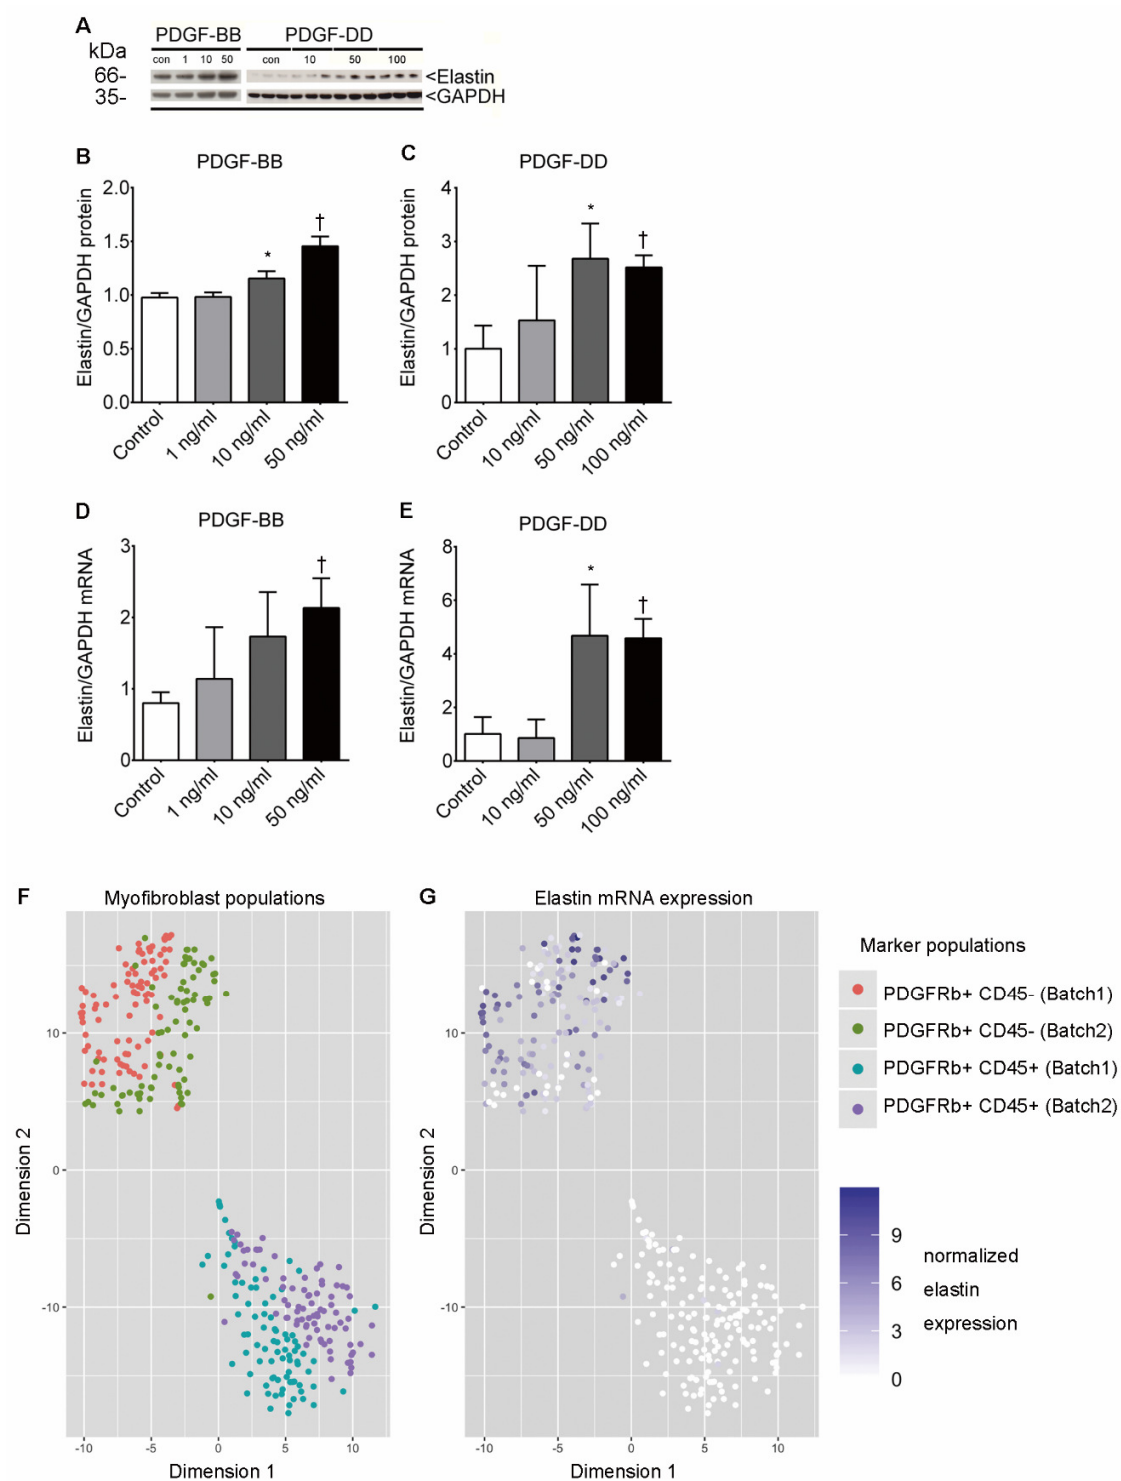 A
PDGF-BB PDGF-DD
kDa
con 1 10 50 con 10 50 100
66- <Elastin
35- <GAPDH
B PDGF-BB
Elastin/GAPDH protein
2.0
1.5
1.0
0.5
0.0
* †
Control 1 ng/ml 10 ng/ml 50 ng/ml
C PDGF-DD
Elastin/GAPDH protein
4
3
2
1
0
* †
Control 10 ng/ml 50 ng/ml 100 ng/ml
D PDGF-BB
Elastin/GAPDH mRNA
3
2
1
0
†
Control 1 ng/ml 10 ng/ml 50 ng/ml
E PDGF-DD
Elastin/GAPDH mRNA
8
6
4
2
0
* †
Control 10 ng/ml 50 ng/ml 100 ng/ml
F Myofibroblast populations
Dimension 2
10
0
-10
-10 -5 0 5 10
Dimension 1
G Elastin mRNA expression
Dimension 2
10
0
-10
-10 -5 0 5 10
Dimension 1
Marker populations
PDGFRb+ CD45- (Batch1)
PDGFRb+ CD45- (Batch2)
PDGFRb+ CD45+ (Batch1)
PDGFRb+ CD45+ (Batch2)
9
6
3
0
normalized
elastin
expression